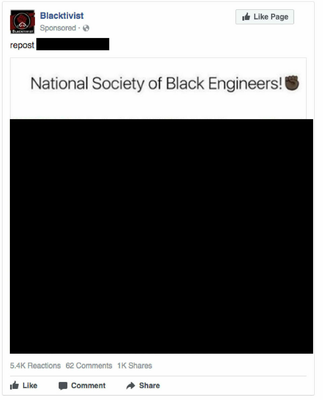 Blacktivist
Like Page
Sponsored ·
repost
National Society of Black Engineers!✊🏿
5.4K Reactions 62 Comments 1K Shares
Like Comment Share